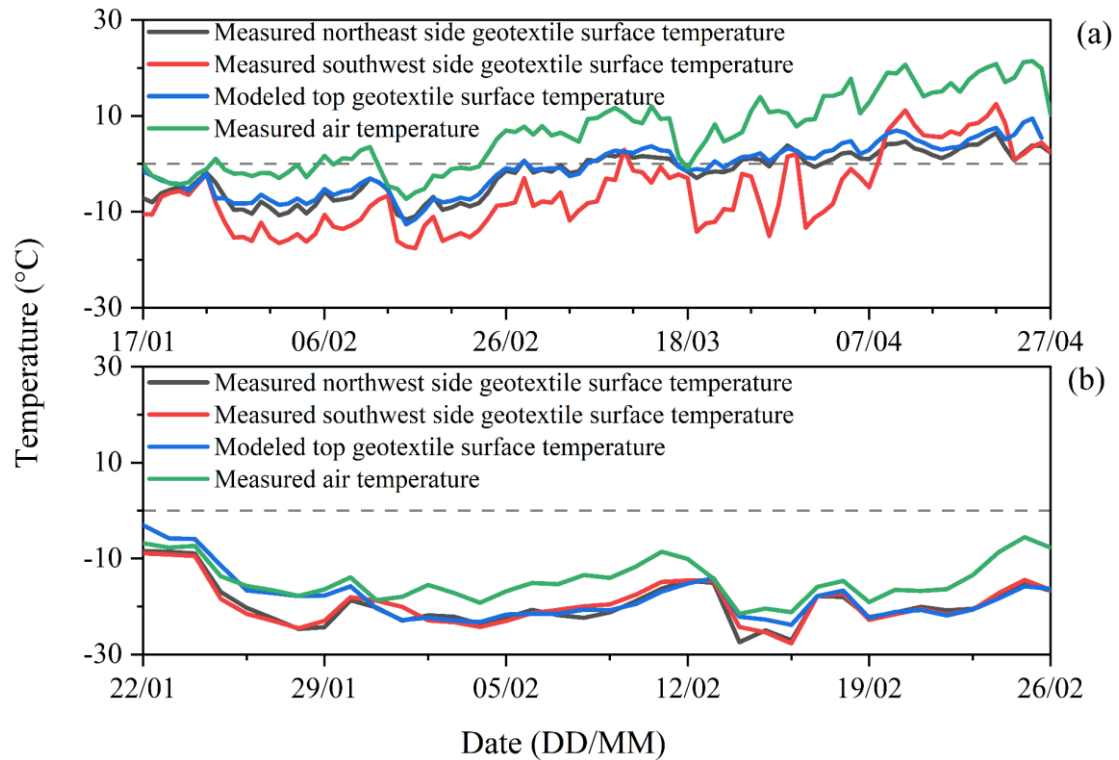 30
(a)
Measured northeast side geotextile surface temperature
Measured southwest side geotextile surface temperature
10
Modeled top geotextile surface temperature
Measured air temperature
-10
-30
17/01 06/02 26/02 18/03 07/04 27/04
Temperature (°C)
30
(b)
Measured northwest side geotextile surface temperature
Measured southwest side geotextile surface temperature
Modeled top geotextile surface temperature
10
Measured air temperature
-10
-30
22/01 29/01 05/02 12/02 19/02 26/02
Date (DD/MM)